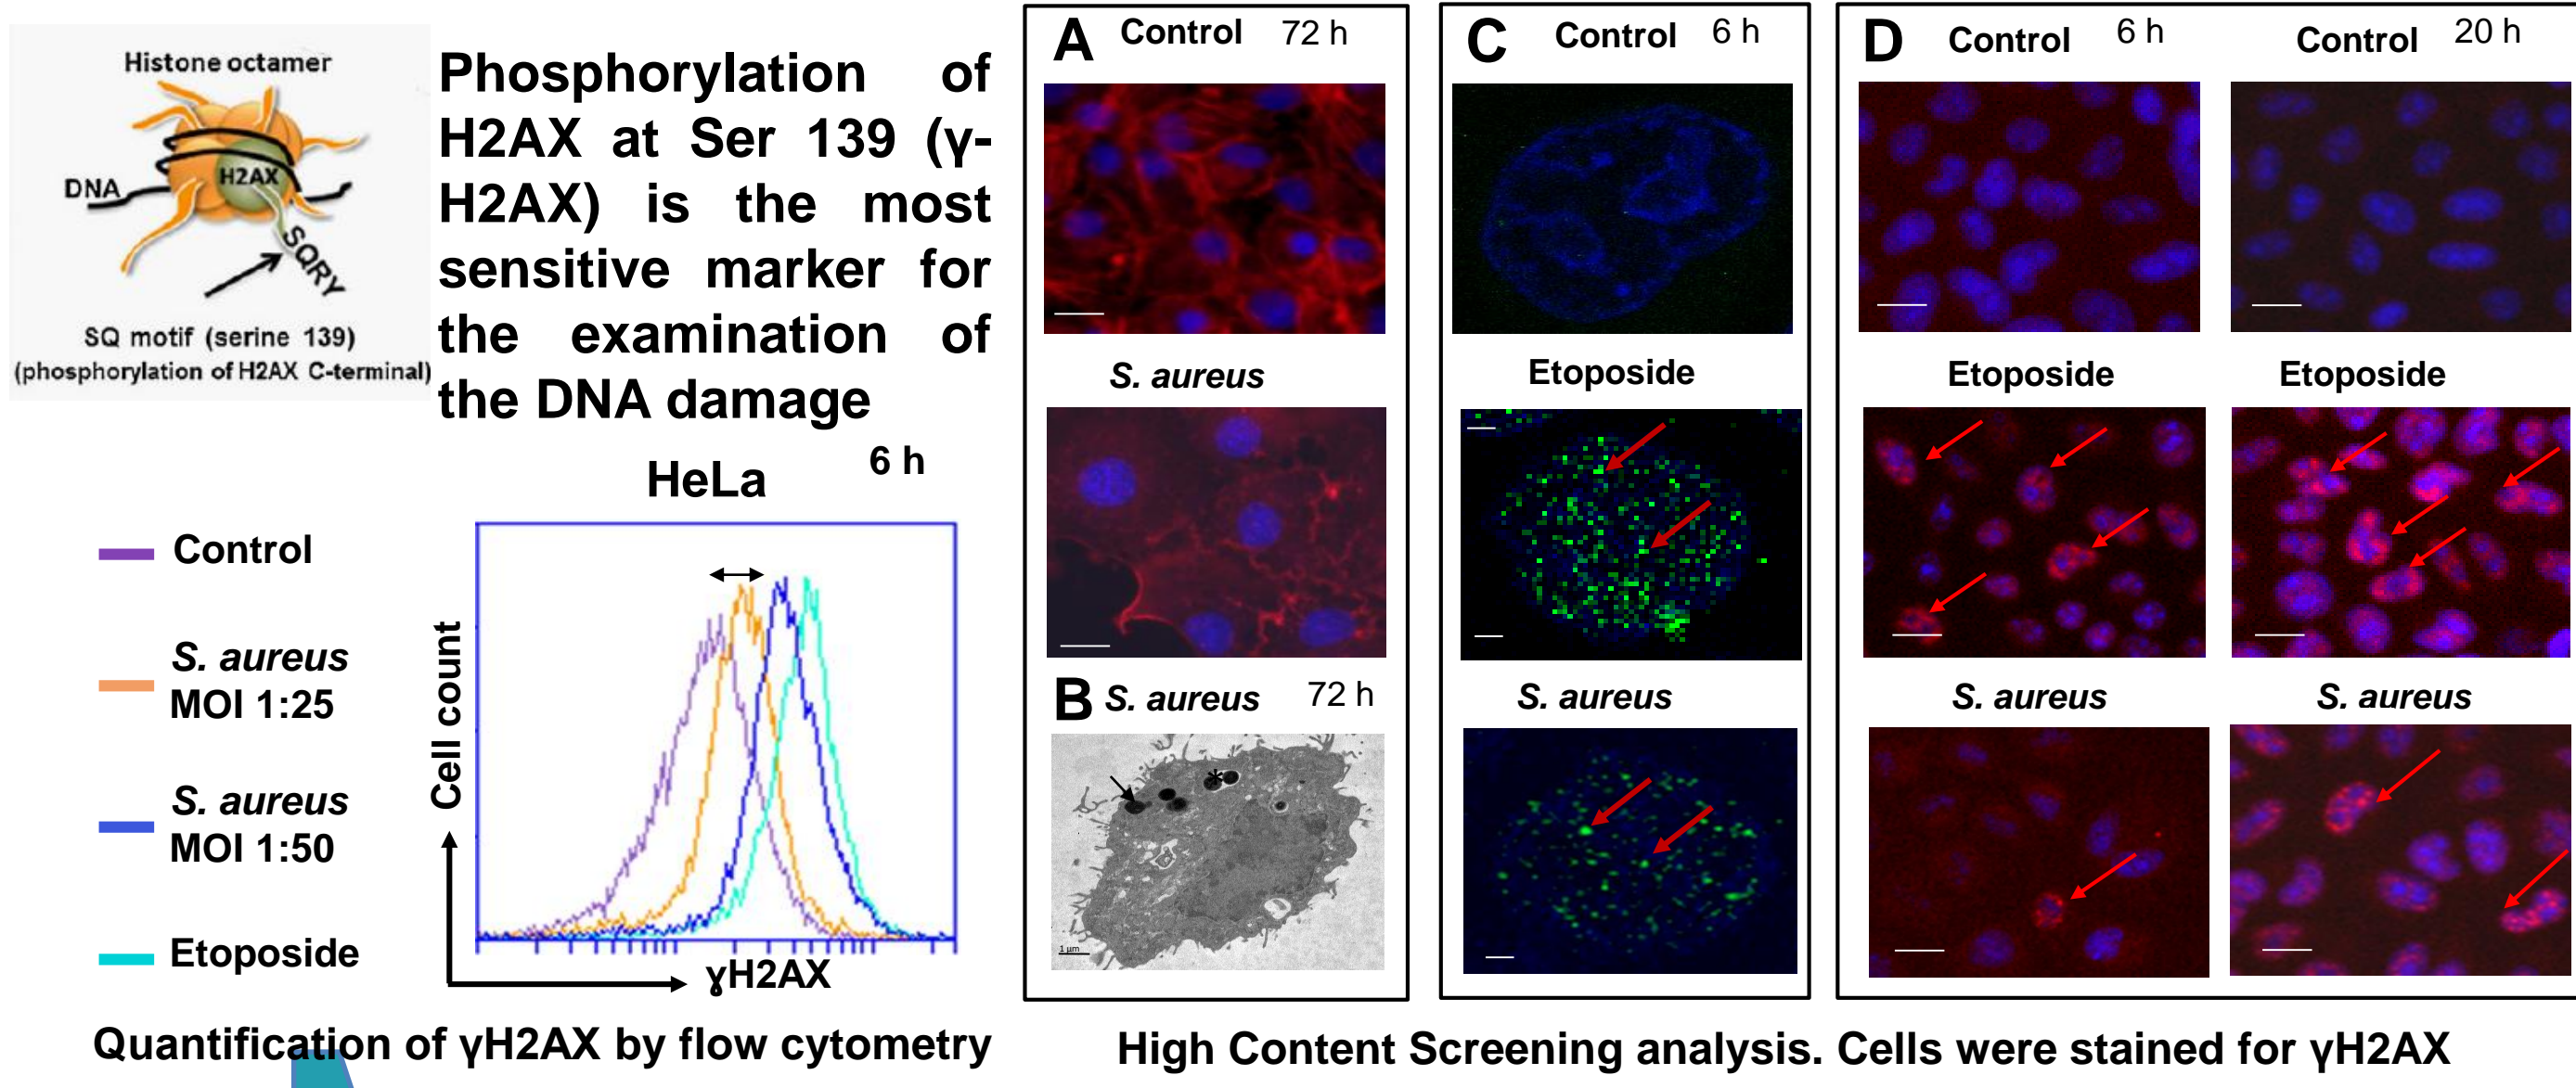 Histone octamer
H2AX
DNA
SQRY
SQ motif (serine 139)
(phosphorylation of H2AX C-terminal)
Phosphorylation of
H2AX at Ser 139 (γ-
H2AX) is the most
sensitive marker for
the examination of
the DNA damage
HeLa
6 h
Control
S. aureus
MOI 1:25
S. aureus
MOI 1:50
Etoposide
Cell count
ɣH2AX
Quantification of γH2AX by flow cytometry
A Control 72 h
S. aureus
B S. aureus 72 h
*
1 µm
C Control 6 h
Etoposide
S. aureus
D Control 6 h Control 20 h
Etoposide Etoposide
S. aureus S. aureus
High Content Screening analysis. Cells were stained for γH2AX